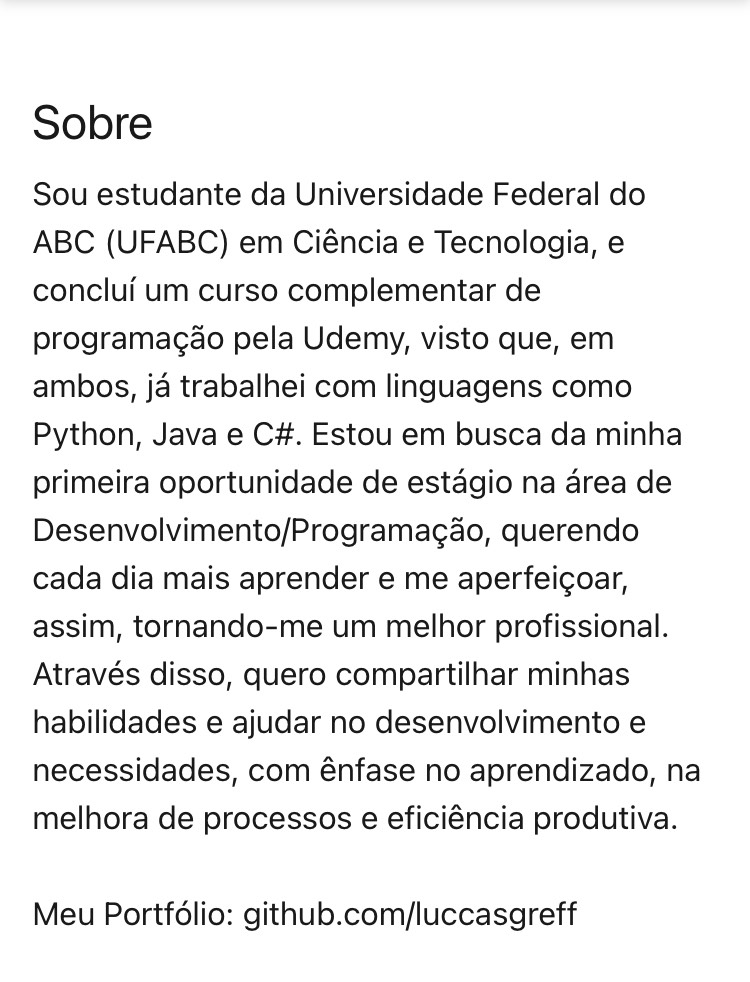 Sobre
Sou estudante da Universidade Federal do
ABC (UFABC) em Ciência e Tecnologia, e
concluí um curso complementar de
programação pela Udemy, visto que, em
ambos, já trabalhei com linguagens como
Python, Java e C#. Estou em busca da minha
primeira oportunidade de estágio na área de
Desenvolvimento/Programação, querendo
cada dia mais aprender e me aperfeiçoar,
assim, tornando-me um melhor profissional.
Através disso, quero compartilhar minhas
habilidades e ajudar no desenvolvimento e
necessidades, com ênfase no aprendizado, na
melhora de processos e eficiência produtiva.
Meu Portfólio: github.com/luccasgreff